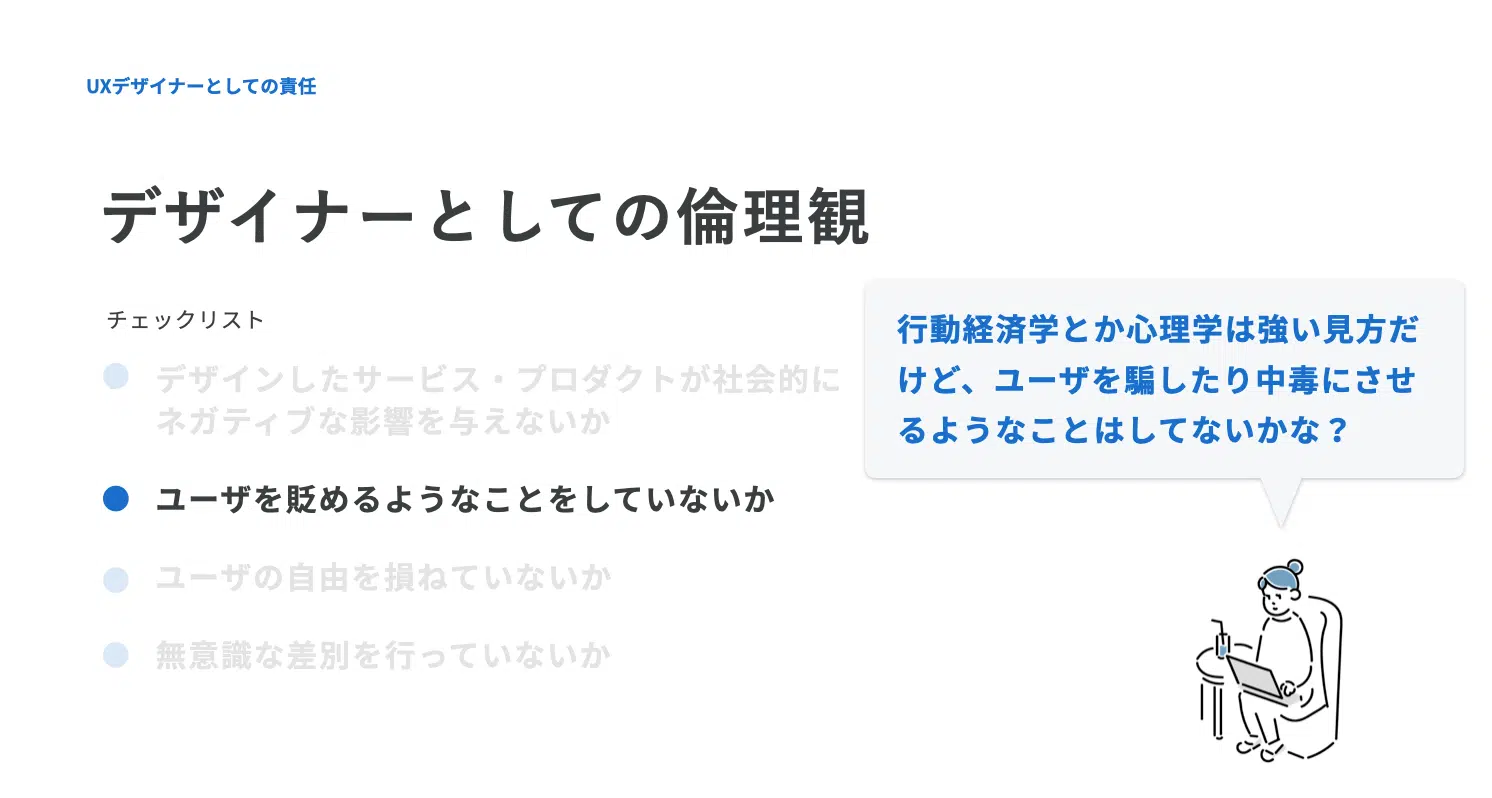 UXデザイナーとしての責任
デザイナーとしての倫理観
チェックリスト
デザインしたサービス・プロダクトが社会的に
ネガティブな影響を与えないか
ユーザを貶めるようなことをしていないか
ユーザの自由を損ねていないか
無意識な差別を行っていないか
行動経済学とか心理学は強い見方だ
けど、ユーザを騙したり中毒にさせ
るようなことはしてないかな？